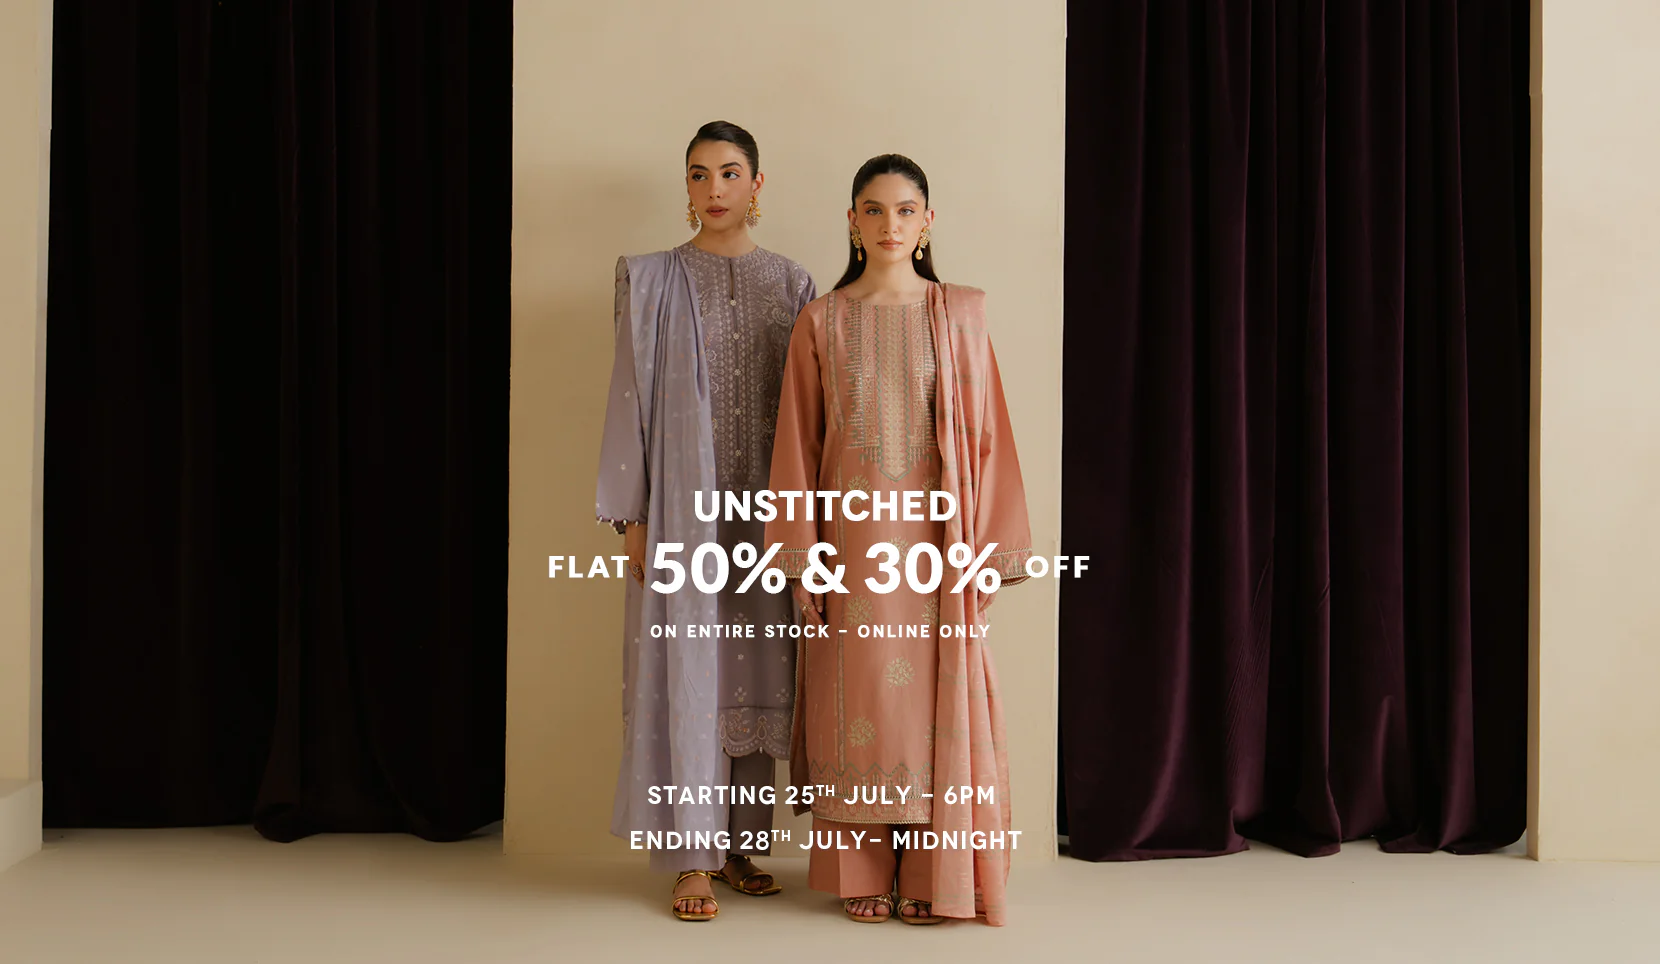 UNSTITCHED
FLAT 50% & 30% OFF
ON ENTIRE STOCK - ONLINE ONLY
STARTING 25TH JULY - 6PM
ENDING 28TH JULY- MIDNIGHT